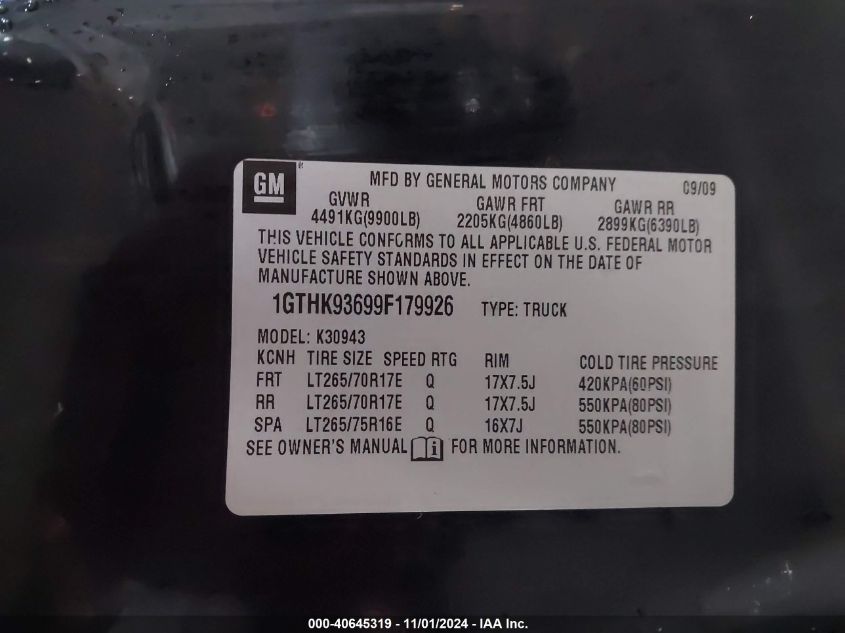 GM® MFD BY GENERAL MOTORS COMPANY 09/09
GVWR GAWR FRT GAWR RR
4491KG(9900LB) 2205KG(4860LB) 2899KG(6390LB)
THIS VEHICLE CONFORMS TO ALL APPLICABLE U.S. FEDERAL MOTOR
VEHICLE SAFETY STANDARDS IN EFFECT ON THE DATE OF
MANUFACTURE SHOWN ABOVE.
1GTHK93699F179926 TYPE: TRUCK
MODEL: K30943
KCNH TIRE SIZE SPEED RTG RIM COLD TIRE PRESSURE
FRT LT265/70R17E Q 17X7.5J 420KPA(60PSI)
RR LT265/70R17E Q 17X7.5J 550KPA(80PSI)
SPA LT265/75R16E Q 16X7J 550KPA(80PSI)
SEE OWNER'S MANUAL i FOR MORE INFORMATION.
000-40645319 - 11/01/2024 - IAA Inc.